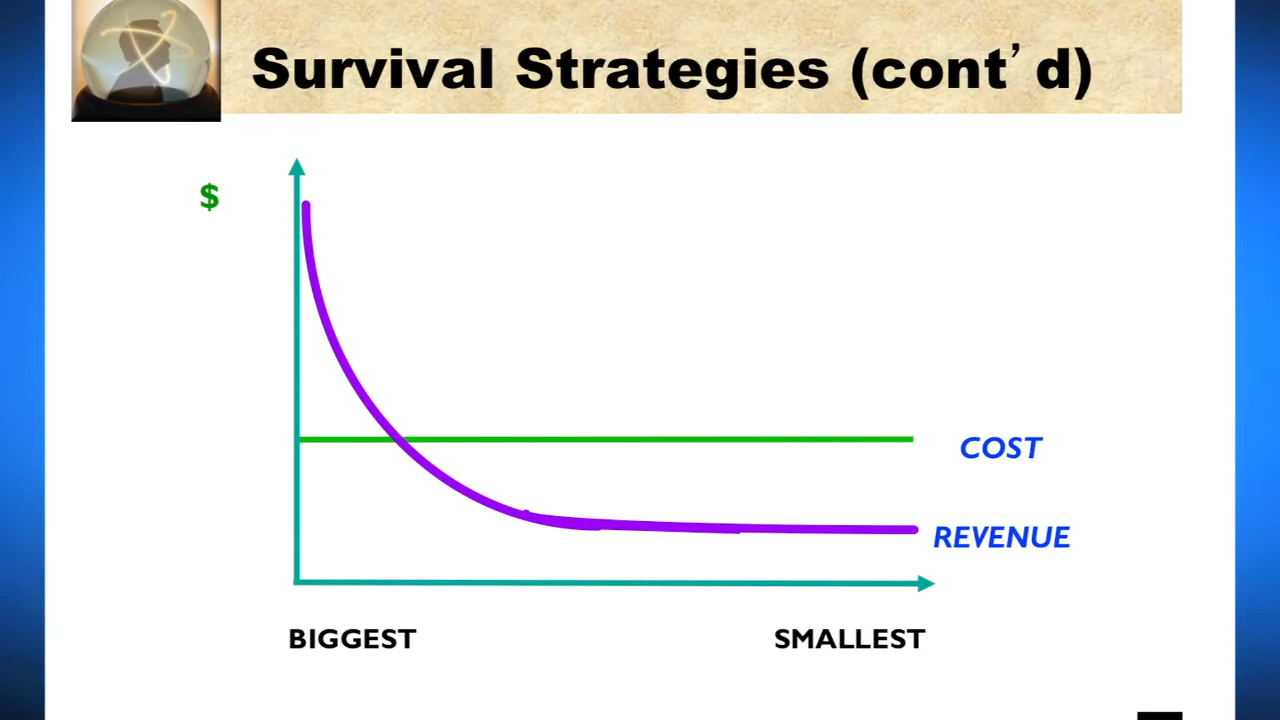 Survival Strategies (cont’d)
$
COST
REVENUE
BIGGEST SMALLEST